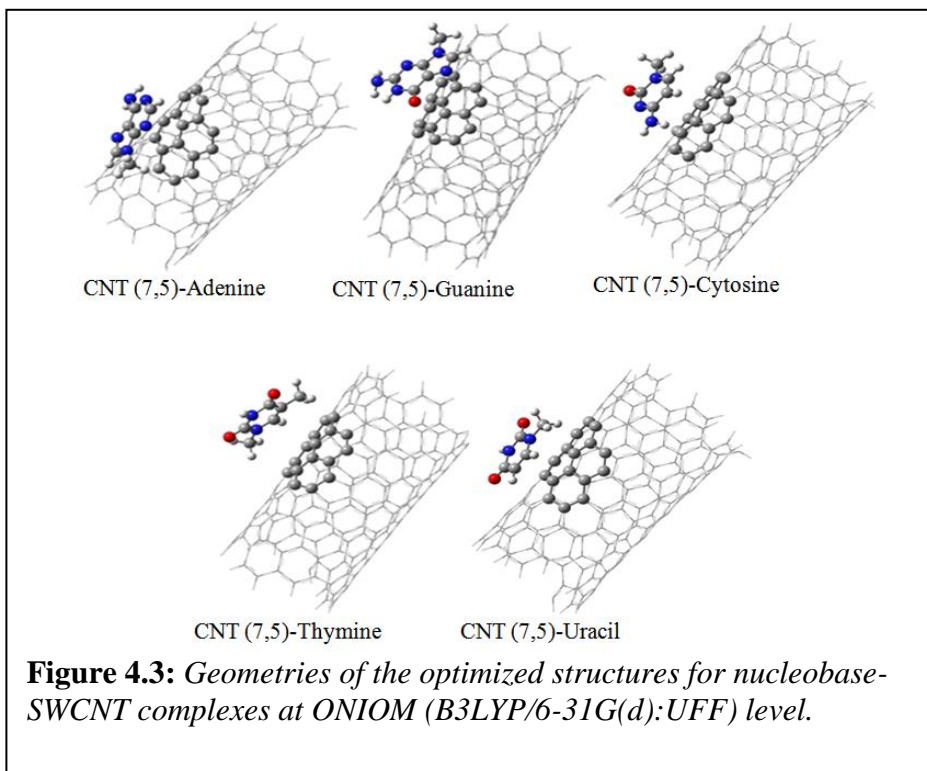 CNT (7,5)-Adenine
CNT (7,5)-Guanine
CNT (7,5)-Cytosine
CNT (7,5)-Thymine
CNT (7,5)-Uracil
Figure 4.3: Geometries of the optimized structures for nucleobase-
SWCNT complexes at ONIOM (B3LYP/6-31G(d):UFF) level.